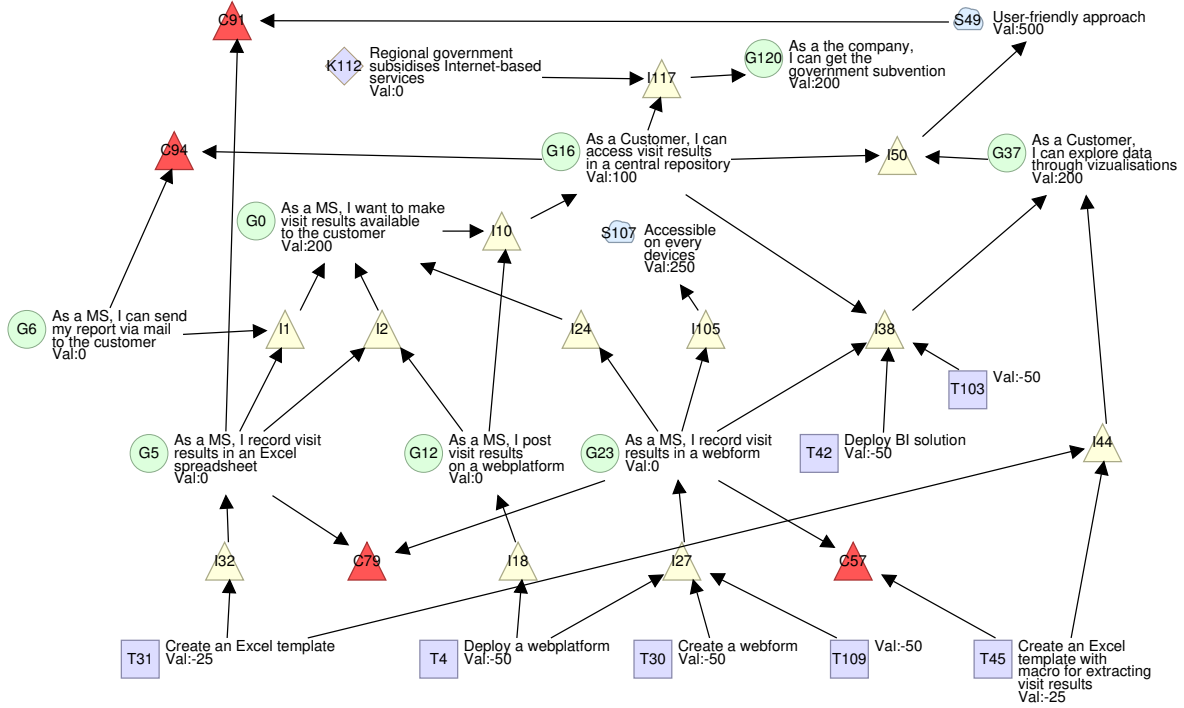 C91
S49
User-friendly approach
Val:500
K112
Regional government
subsidises Internet-based
services
Val:0
I117
G120
As a the company,
I can get the
government subvention
Val:200
C94
G16
As a Customer, I can
access visit results
in a central repository
Val:100
I50
G37
As a Customer,
I can explore data
through vizualisations
Val:200
G0
As a MS, I want to make
visit results available
to the customer
Val:200
I10
S107
Accessible
on every
devices
Val:250
G6
As a MS, I can send
my report via mail
to the customer
Val:0
I1
I2
I24
I105
I38
T103
Val:-50
G5
As a MS, I record visit
results in an Excel
spreadsheet
Val:0
G12
As a MS, I post
visit results
on a webplatform
Val:0
G23
As a MS, I record visit
results in a webform
Val:0
T42
Deploy BI solution
Val:-50
I44
I32
C79
I18
I27
C57
T31
Create an Excel template
Val:-25
T4
Deploy a webplatform
Val:-50
T30
Create a webform
Val:-50
T109
Val:-50
T45
Create an Excel
template with
macro for extracting
visit results
Val:-25